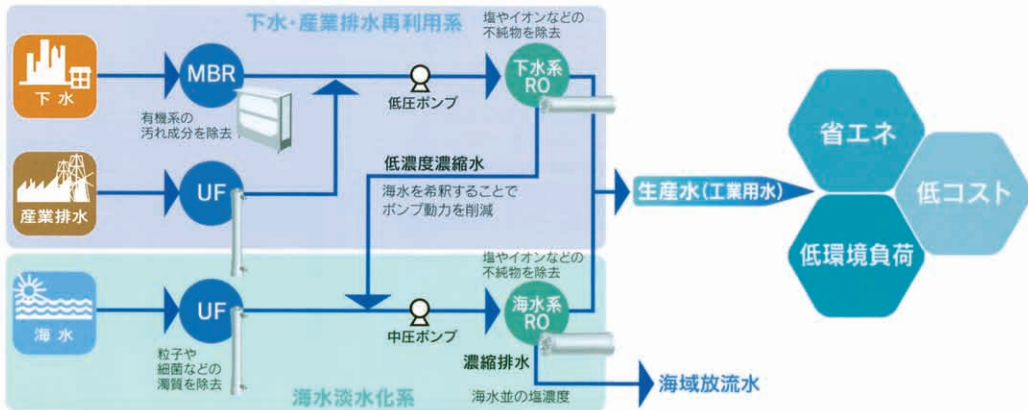 下水・産業排水再利用系
塩やイオンなどの
不純物を除去
下水
MBR
有機系の
汚れ成分を除去
低圧ポンプ
下水系
RO
産業排水
UF
低濃度濃縮水
海水を希釈することで
ポンプ動力を削減
生産水(工業用水)
省エネ
低コスト
低環境負荷
塩やイオンなどの
不純物を除去
海水
UF
粒子や
細菌などの
濁質を除去
中圧ポンプ
海水系
RO
濃縮排水
海水並の塩濃度
海域放流水
海水淡水化系